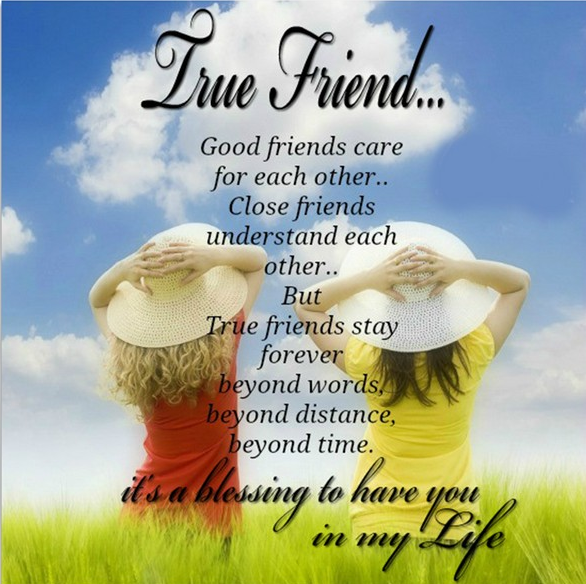 True Friend...
Good friends care
for each other..
Close friends
understand each
other..
But
True friends stay
forever
beyond words,
beyond distance,
beyond time.
it's a blessing to have you
in my Life